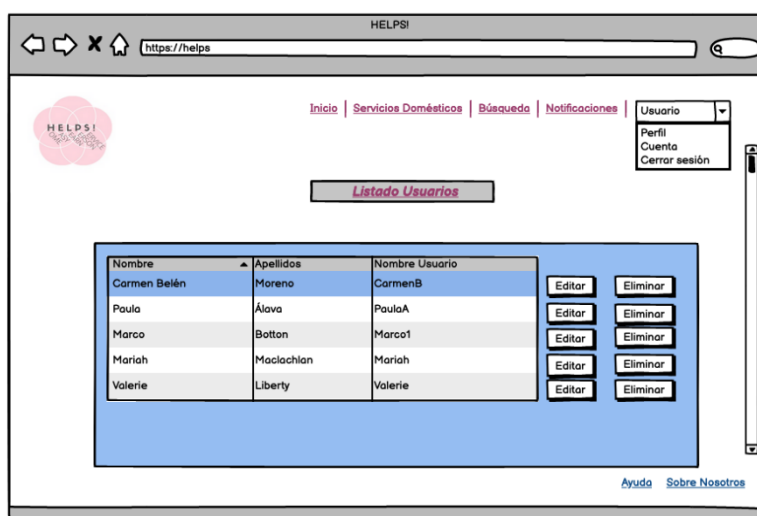 HELPS!
https://helps
HELPS!
Inicio | Servicios Domésticos | Búsqueda | Notificaciones | Usuario
Perfil
Cuenta
Cerrar sesión
Listado Usuarios
Nombre Apellidos Nombre Usuario
Carmen Belén Moreno CarmenB Editar Eliminar
Paula Álava PaulaA Editar Eliminar
Marco Botton Marco1 Editar Eliminar
Mariah Maclachlan Mariah Editar Eliminar
Valerie Liberty Valerie Editar Eliminar
Ayuda Sobre Nosotros